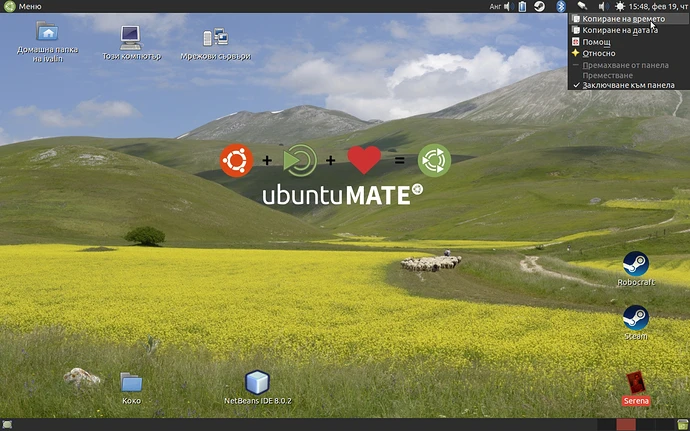 Меню
Анг
15:48, фев 19, чт
Копиране на времето
Копиране на датата
Помощ
Относно
Премахване от панела
Преместване
Заключване към панела
Домашна папка
на ivalin
Този компютър
Мрежови сървъри
+ + =
ubuntu MATE
Robocraft
Steam
Коко
NetBeans IDE 8.0.2
Serena